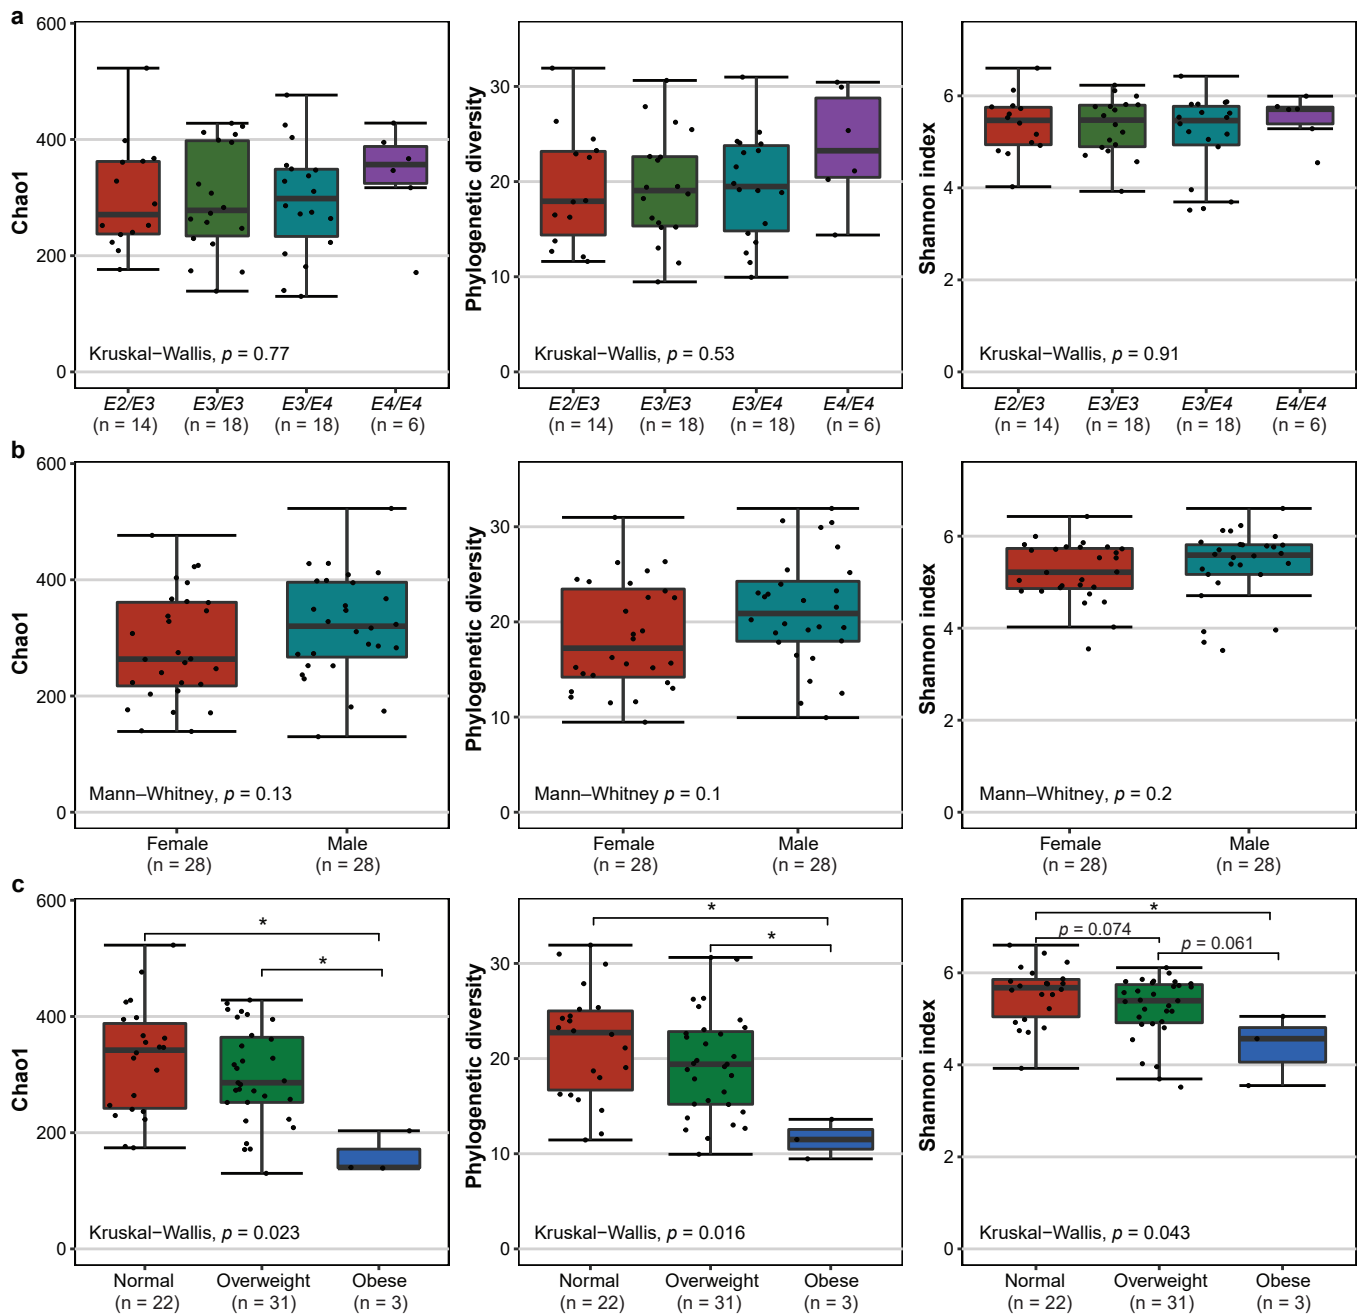 a
600
400
200
0
Chao1
Kruskal−Wallis, p = 0.77
E2/E3
E3/E3
E3/E4
E4/E4
(n = 14)
(n = 18)
(n = 18)
(n = 6)
30
20
10
0
Phylogenetic diversity
Kruskal−Wallis, p = 0.53
E2/E3
E3/E3
E3/E4
E4/E4
(n = 14)
(n = 18)
(n = 18)
(n = 6)
6
4
2
0
Shannon index
Kruskal−Wallis, p = 0.91
E2/E3
E3/E3
E3/E4
E4/E4
(n = 14)
(n = 18)
(n = 18)
(n = 6)
b
600
400
200
0
Chao1
Mann–Whitney, p = 0.13
Female
Male
(n = 28)
(n = 28)
30
20
10
0
Phylogenetic diversity
Mann–Whitney p = 0.1
Female
Male
(n = 28)
(n = 28)
6
4
2
0
Shannon index
Mann–Whitney, p = 0.2
Female
Male
(n = 28)
(n = 28)
c
600
400
200
0
Chao1
*
*
Kruskal−Wallis, p = 0.023
Normal
Overweight
Obese
(n = 22)
(n = 31)
(n = 3)
30
20
10
0
Phylogenetic diversity
*
*
Kruskal−Wallis, p = 0.016
Normal
Overweight
Obese
(n = 22)
(n = 31)
(n = 3)
6
4
2
0
Shannon index
*
p = 0.074
p = 0.061
Kruskal−Wallis, p = 0.043
Normal
Overweight
Obese
(n = 22)
(n = 31)
(n = 3)